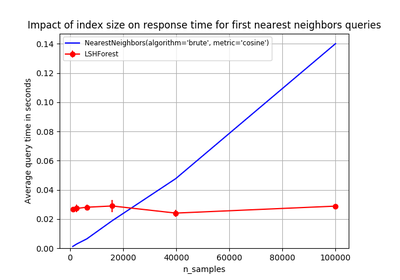 Impact of index size on response time for first nearest neighbors queries
NearestNeighbors(algorithm='brute', metric='cosine')
LSHForest
Average query time in seconds
0.14
0.12
0.10
0.08
0.06
0.04
0.02
0.00
0
20000
40000
60000
80000
100000
n_samples